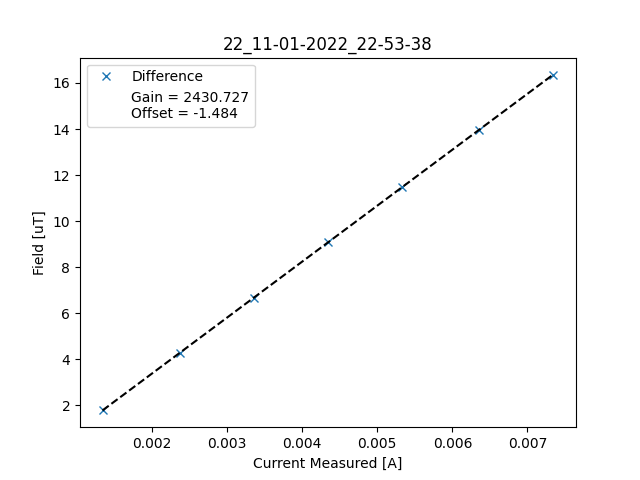 22_11-01-2022_22-53-38
Difference
Gain = 2430.727
Offset = -1.484
16
14
12
10
8
6
4
2
Field [uT]
0.002 0.003 0.004 0.005 0.006 0.007
Current Measured [A]